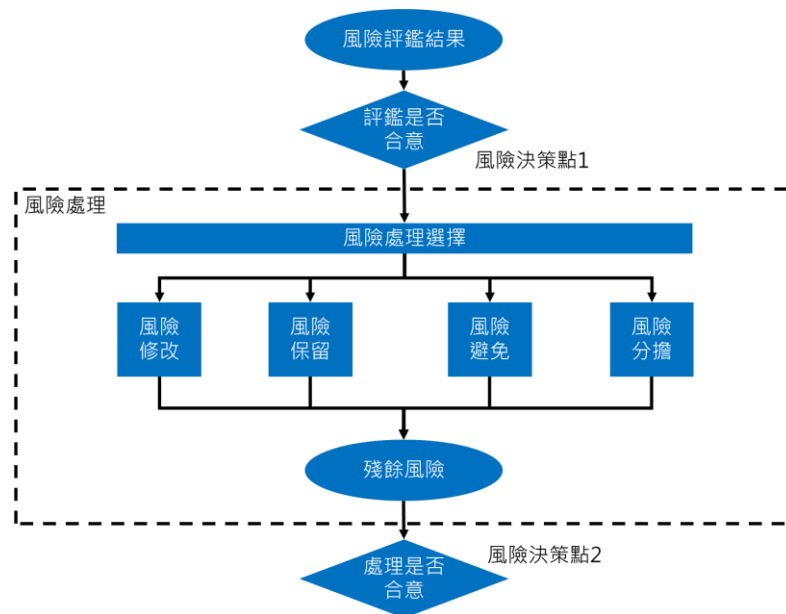 風險評鑑結果
評鑑是否
合意
風險決策點1
風險處理
風險處理選擇
風險
修改
風險
保留
風險
避免
風險
分擔
殘餘風險
風險決策點2
處理是否
合意